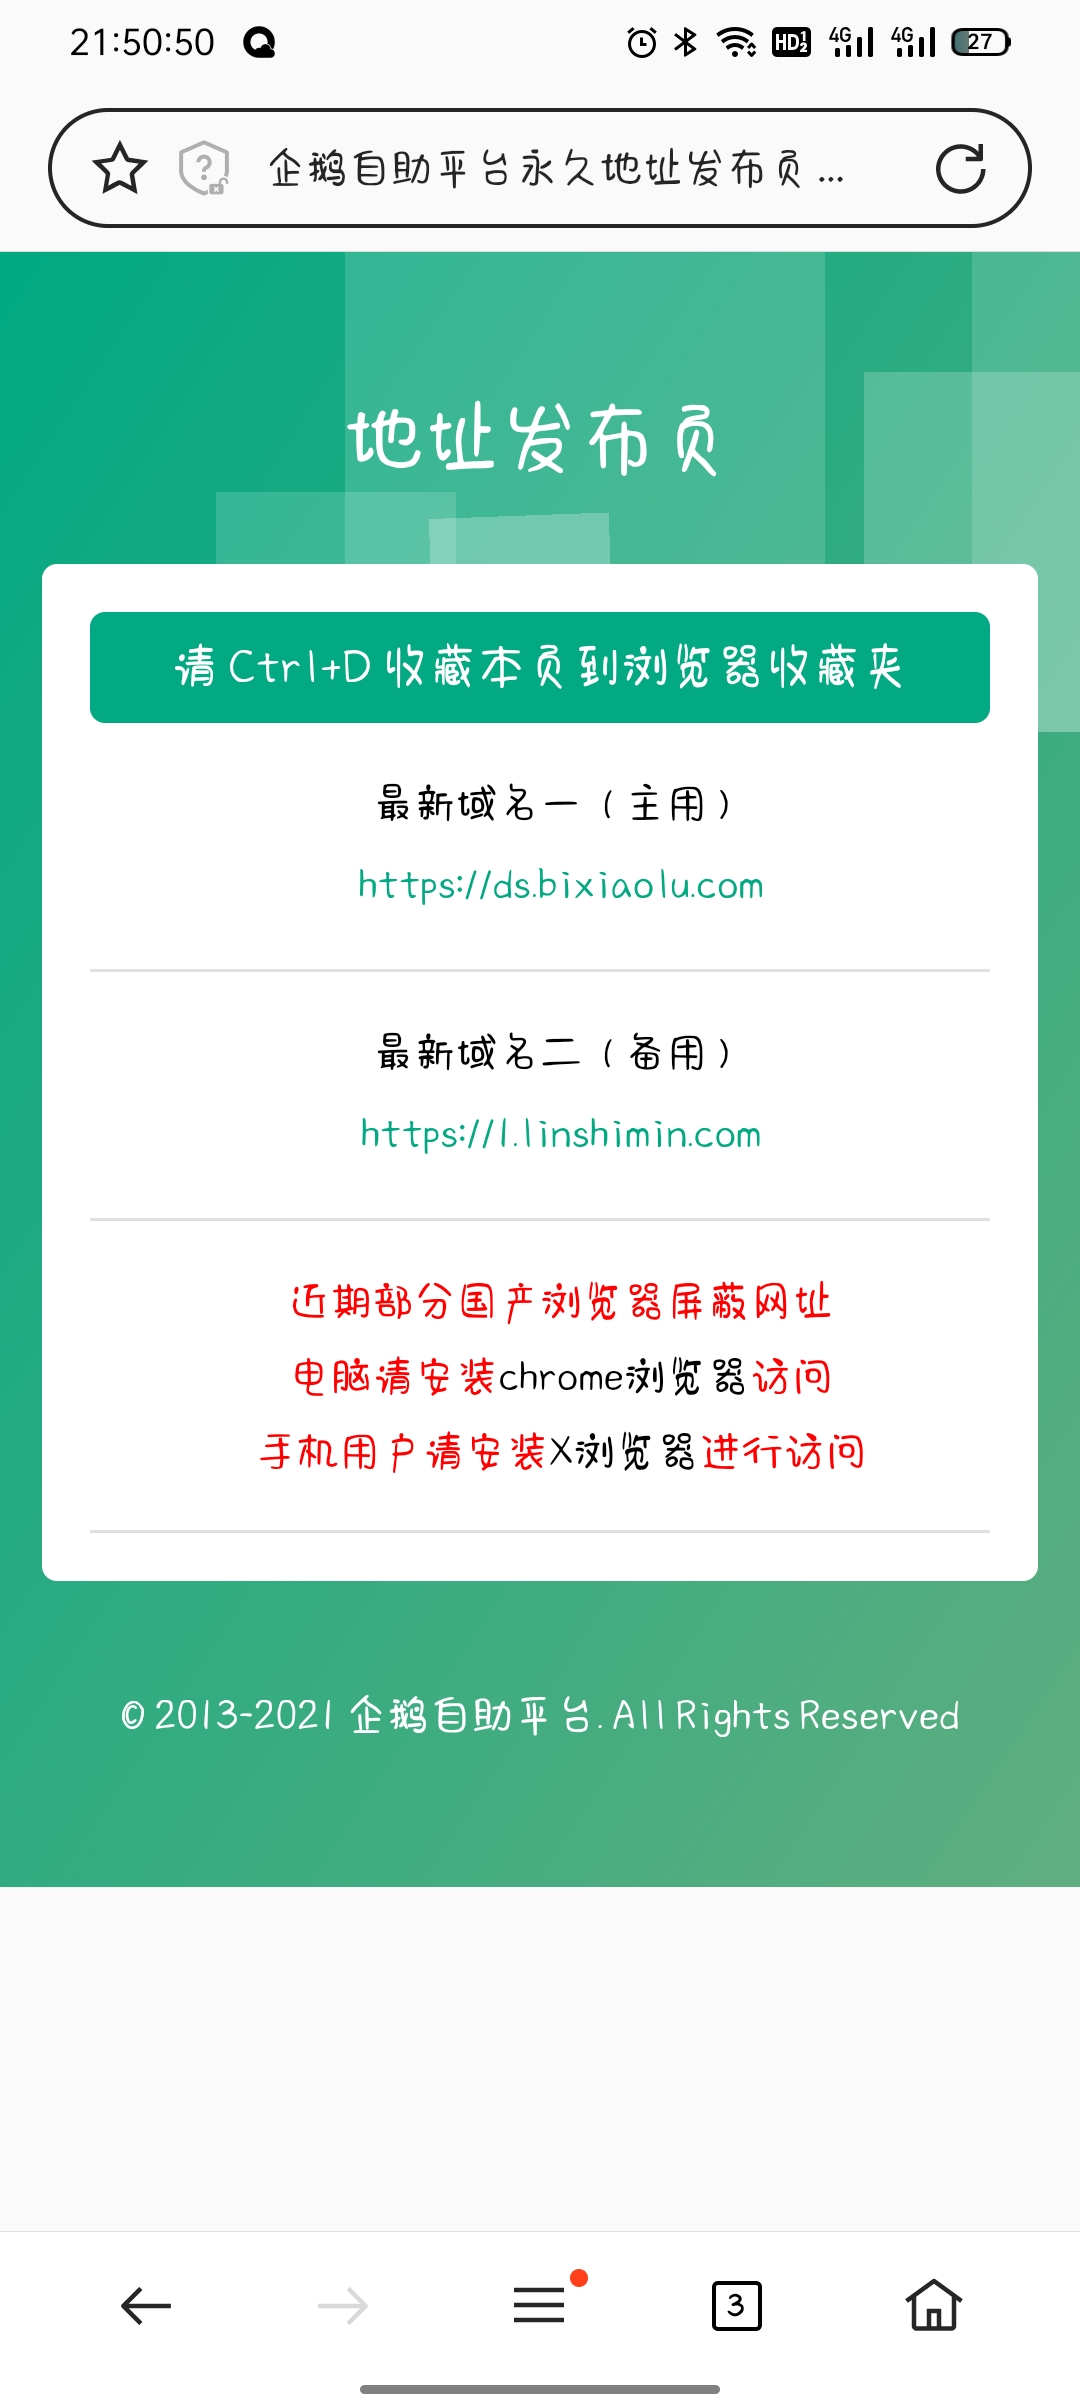 21:50:50
HD 1 2 4G 4G 27
企鹅自助平台永久地址发布页 ...
地址发布页
请 Ctrl+D 收藏本页到浏览器收藏夹
最新域名一（主用）
https://ds.bixiaolu.com
最新域名二（备用）
https://l.linshimin.com
近期部分国产浏览器屏蔽网址
电脑请安装chrome浏览器访问
手机用户请安装X浏览器进行访问
© 2013-2021 企鹅自助平台. All Rights Reserved
3